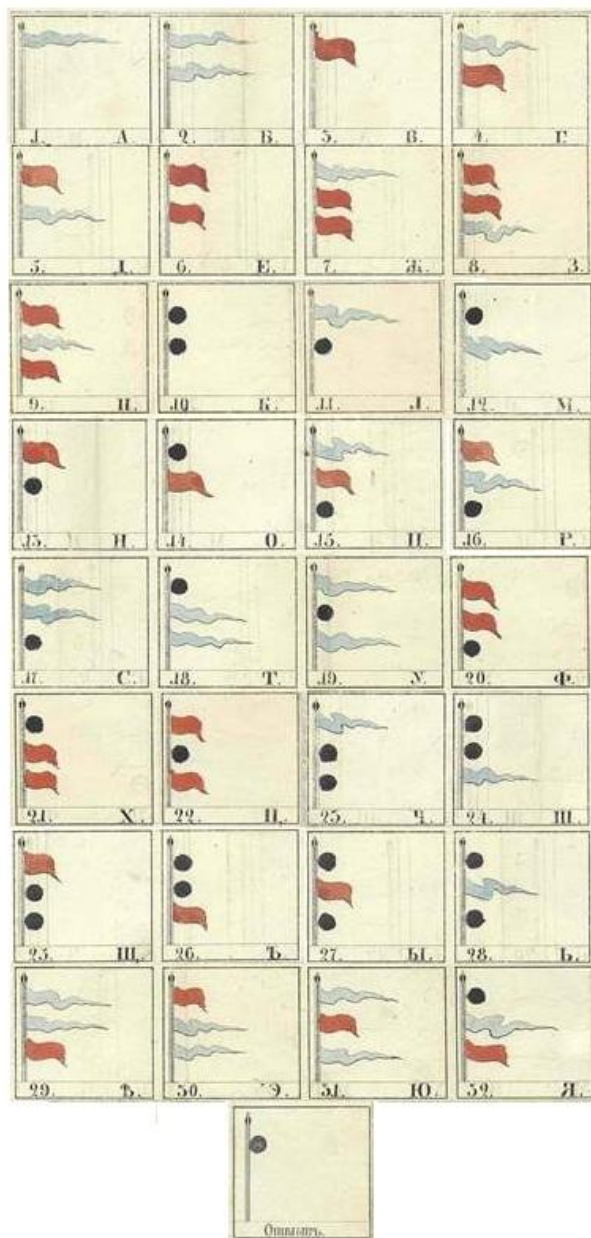 1. А. 2. Б. 3. В. 4. Г.
5. Д. 6. Е. 7. Ж. 8. З.
9. И. 10. К. 11. Л. 12. М.
13. Н. 14. О. 15. П. 16. Р.
17. С. 18. Т. 19. У. 20. Ф.
21. Х. 22. Ц. 23. Ч. 24. Ш.
25. Щ. 26. Ъ. 27. Ы. 28. Ь.
29. Ѣ. 30. Э. 31. Ю. 32. Я.